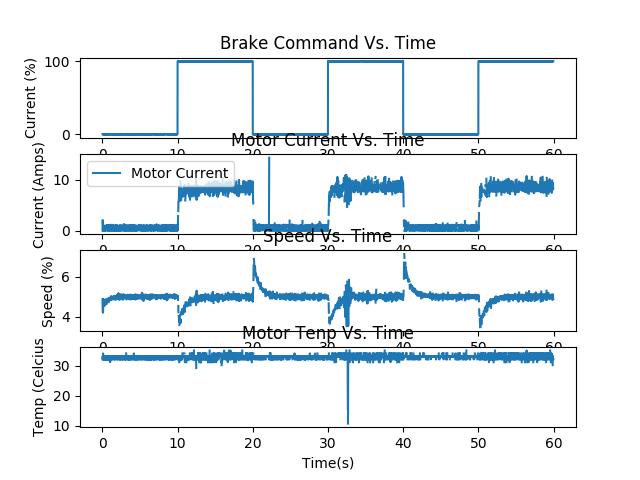 Brake Command Vs. Time
Current (%)
100
0
0 10 20 30 40 50 60
Motor Current Vs. Time
Current (Amps)
Motor Current
10
0
0 10 20 30 40 50 60
Speed Vs. Time
Speed (%)
6
4
0 10 20 30 40 50 60
Motor Tenp Vs. Time
Temp (Celcius
30
20
10
0 10 20 30 40 50 60
Time(s)